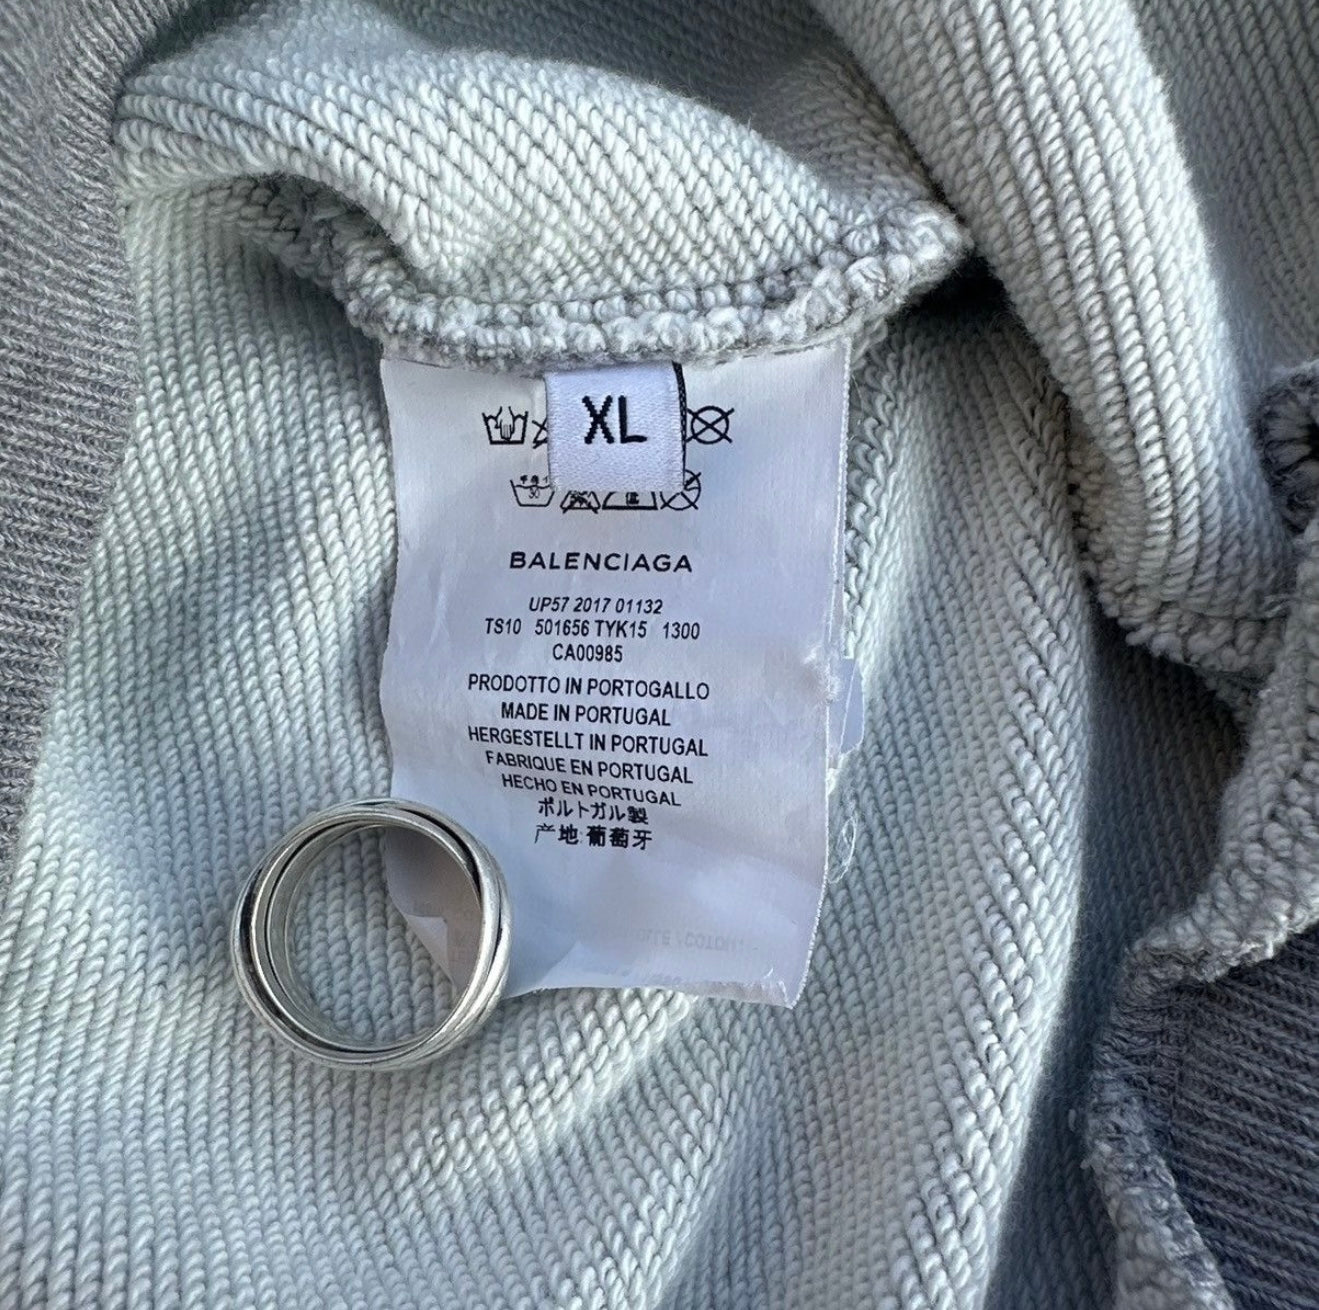 XL
30
BALENCIAGA
UP57 2017 01132
TS10 501656 TYK15 1300
CA00985
PRODOTTO IN PORTOGALLO
MADE IN PORTUGAL
HERGESTELLT IN PORTUGAL
FABRIQUE EN PORTUGAL
HECHO EN PORTUGAL
ポルトガル製
产地:葡萄牙